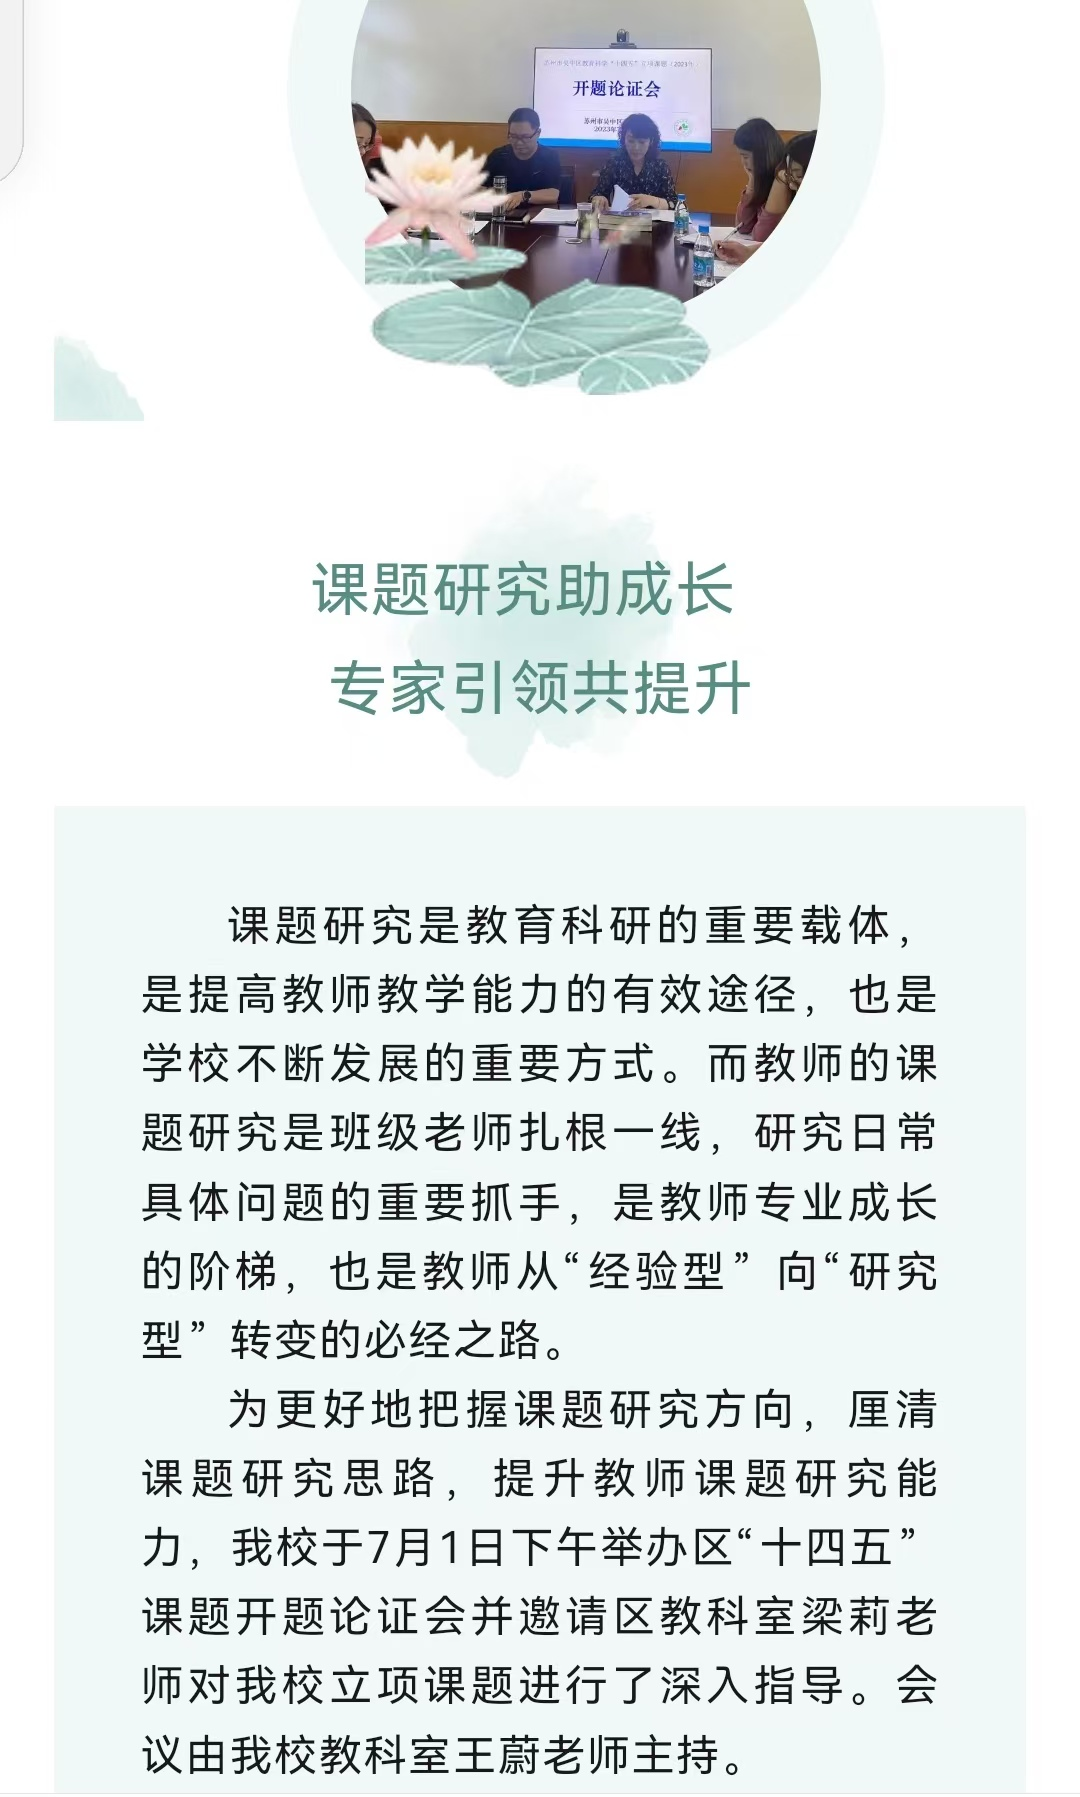 开题论证会
课题研究助成长
专家引领共提升
课题研究是教育科研的重要载体，
是提高教师教学能力的有效途径，也是
学校不断发展的重要方式。而教师的课
题研究是班级老师扎根一线，研究日常
具体问题的重要抓手，是教师专业成长
的阶梯，也是教师从“经验型”向“研究
型”转变的必经之路。
为更好地把握课题研究方向，厘清
课题研究思路，提升教师课题研究能
力，我校于7月1日下午举办区“十四五”
课题开题论证会并邀请区教科室梁莉老
师对我校立项课题进行了深入指导。会
议由我校教科室王蔚老师主持。